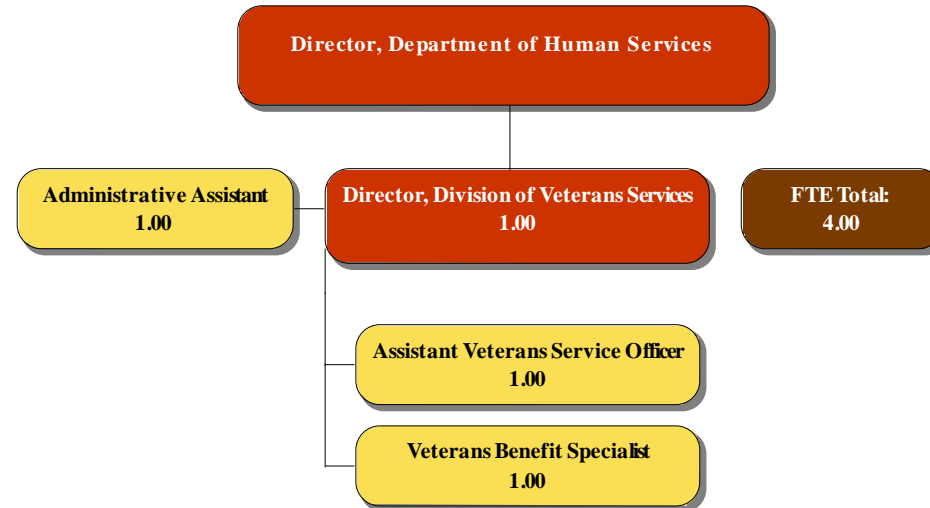 Director, Department of Human Services
Administrative Assistant
1.00
Director, Division of Veterans Services
1.00
FTE Total:
4.00
Assistant Veterans Service Officer
1.00
Veterans Benefit Specialist
1.00